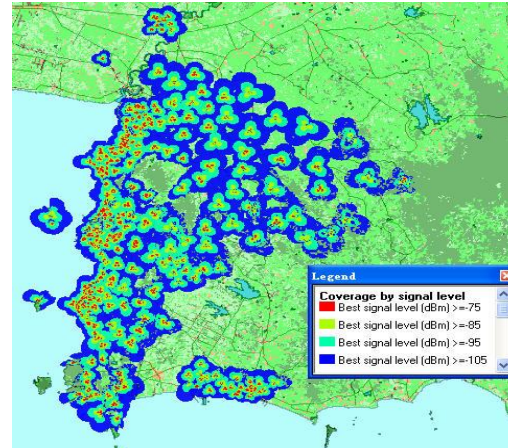 Legend
Coverage by signal level
Best signal level (dBm) >=-75
Best signal level (dBm) >=-85
Best signal level (dBm) >=-95
Best signal level (dBm) >=-105